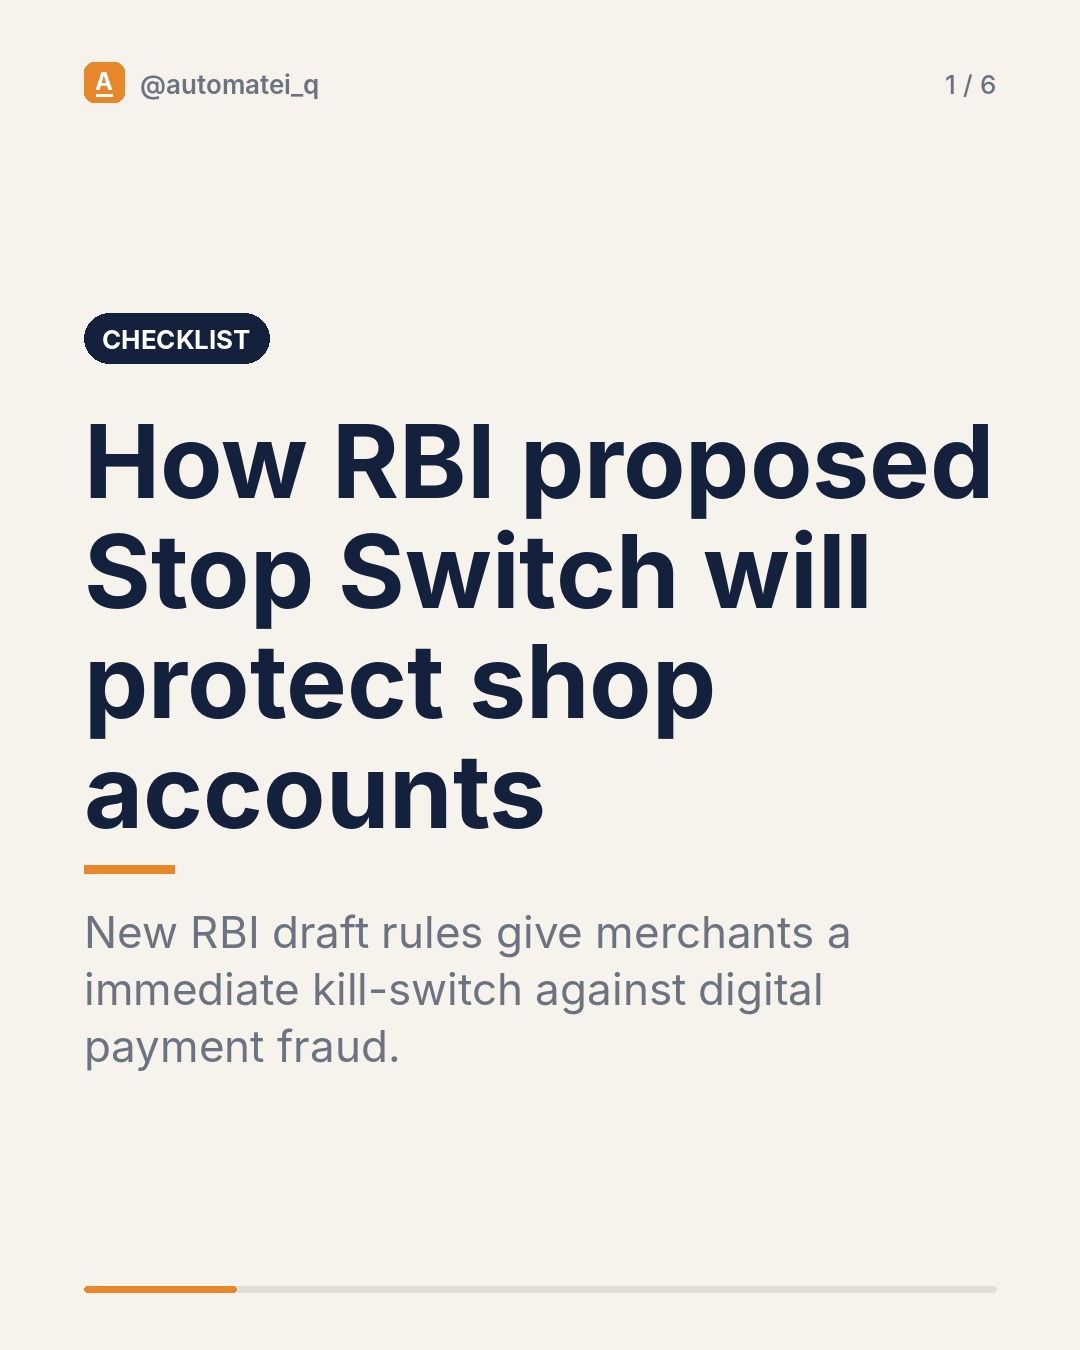 A
@automatei_q
1 / 6
CHECKLIST
How RBI proposed
Stop Switch will
protect shop
accounts
New RBI draft rules give merchants a
immediate kill-switch against digital
payment fraud.